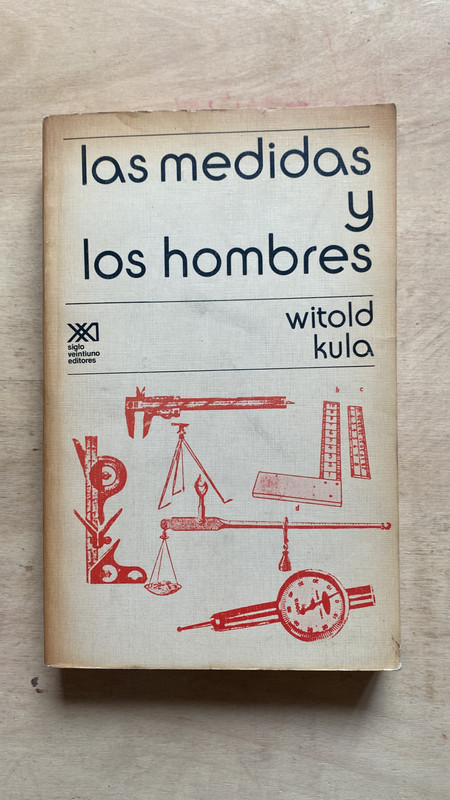 las medidas
y
los hombres
witold
kula
siglo
veintiuno
editores
b c
d